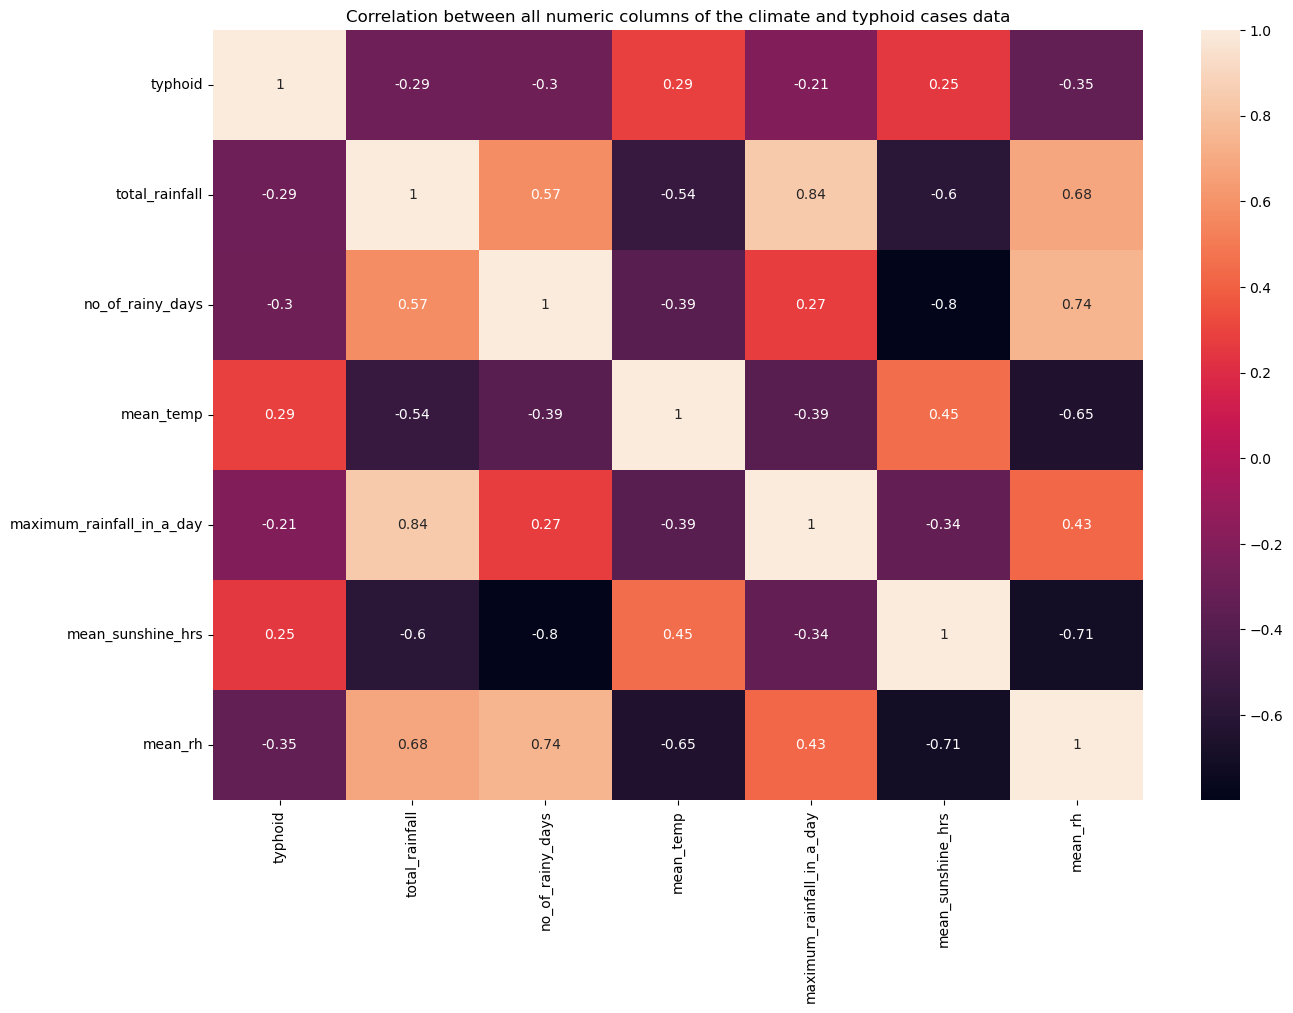 Correlation between all numeric columns of the climate and typhoid cases data
typhoid 1 -0.29 -0.3 0.29 -0.21 0.25 -0.35
total_rainfall -0.29 1 0.57 -0.54 0.84 -0.6 0.68
no_of_rainy_days -0.3 0.57 1 -0.39 0.27 -0.8 0.74
mean_temp 0.29 -0.54 -0.39 1 -0.39 0.45 -0.65
maximum_rainfall_in_a_day -0.21 0.84 0.27 -0.39 1 -0.34 0.43
mean_sunshine_hrs 0.25 -0.6 -0.8 0.45 -0.34 1 -0.71
mean_rh -0.35 0.68 0.74 -0.65 0.43 -0.71 1
typhoid
total_rainfall
no_of_rainy_days
mean_temp
maximum_rainfall_in_a_day
mean_sunshine_hrs
mean_rh
1.0
0.8
0.6
0.4
0.2
0.0
−0.2
−0.4
−0.6